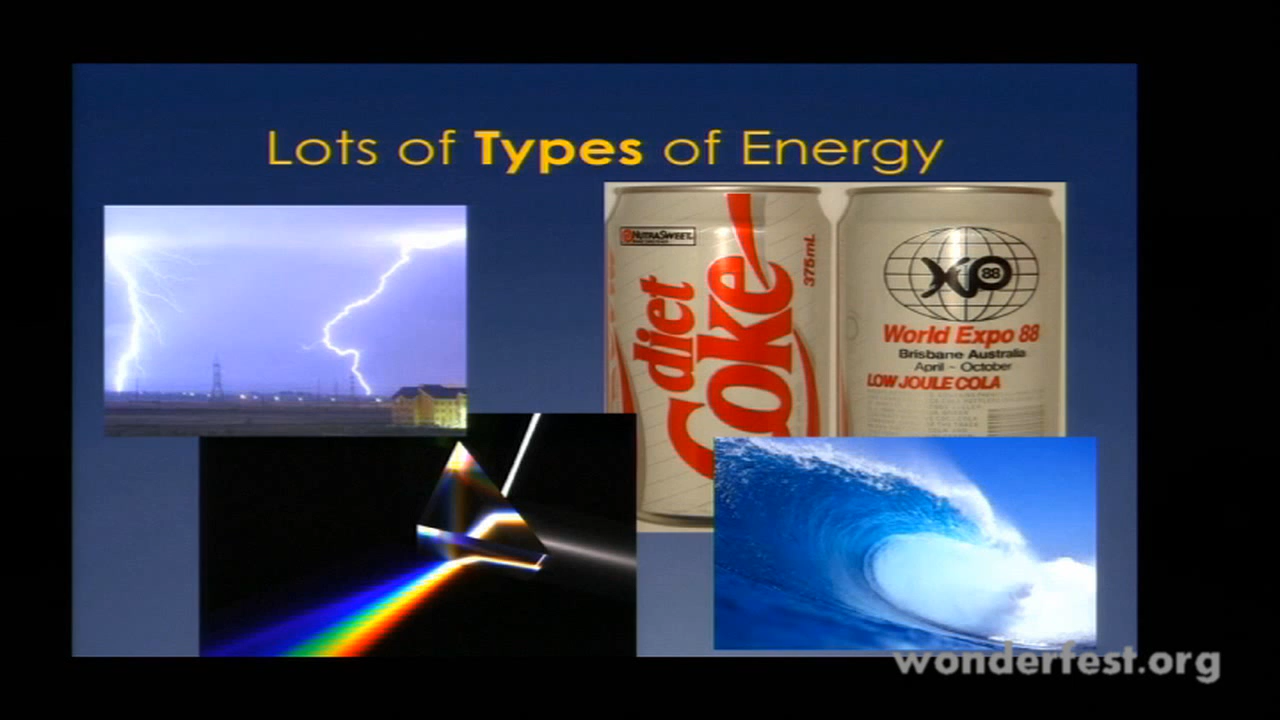 Lots of Types of Energy
NUTRASWEET
diet
Coke
375mL
XPO
88
World Expo 88
Brisbane Australia
April - October
LOW JOULE COLA
wonderfest.org